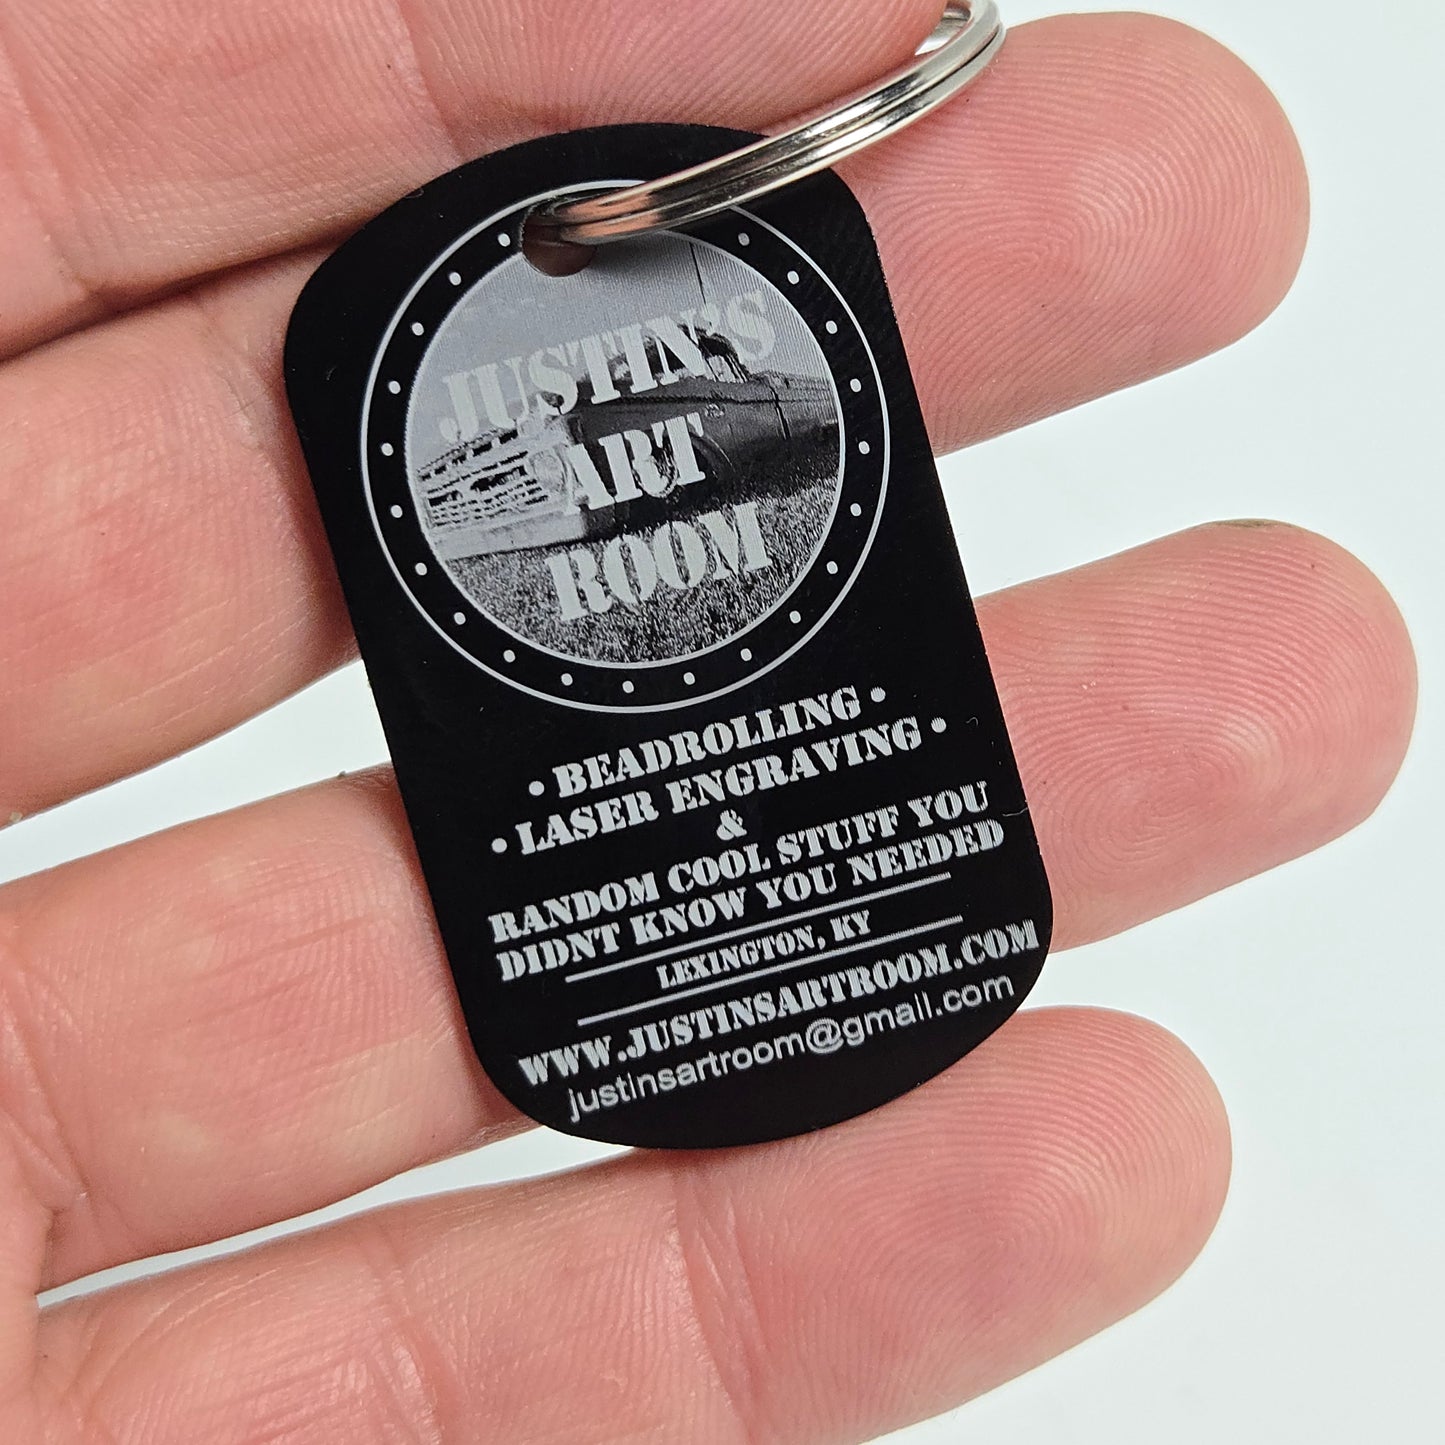 JUSTIN'S
ART
ROOM
• BEADROLLING •
• LASER ENGRAVING •
&
RANDOM COOL STUFF YOU
DIDNT KNOW YOU NEEDED
LEXINGTON, KY
WWW.JUSTINSARTROOM.COM
justinsartroom@gmail.com